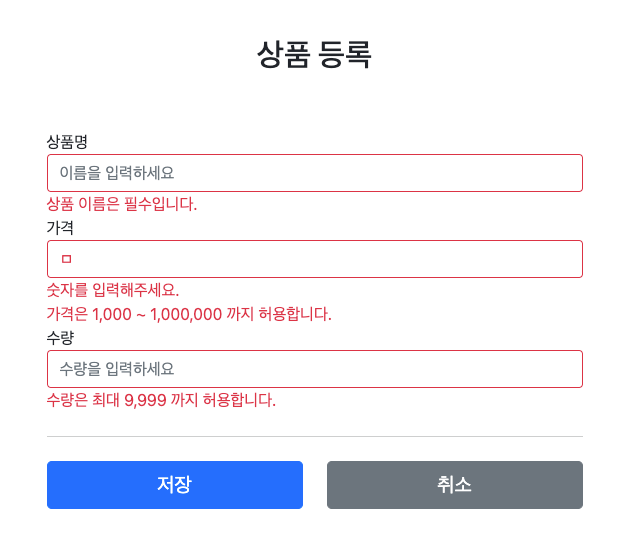 상품 등록
상품명
이름을 입력하세요
상품 이름은 필수입니다.
가격
ㅁ
숫자를 입력해주세요.
가격은 1,000 ~ 1,000,000 까지 허용합니다.
수량
수량을 입력하세요
수량은 최대 9,999 까지 허용합니다.
저장 취소